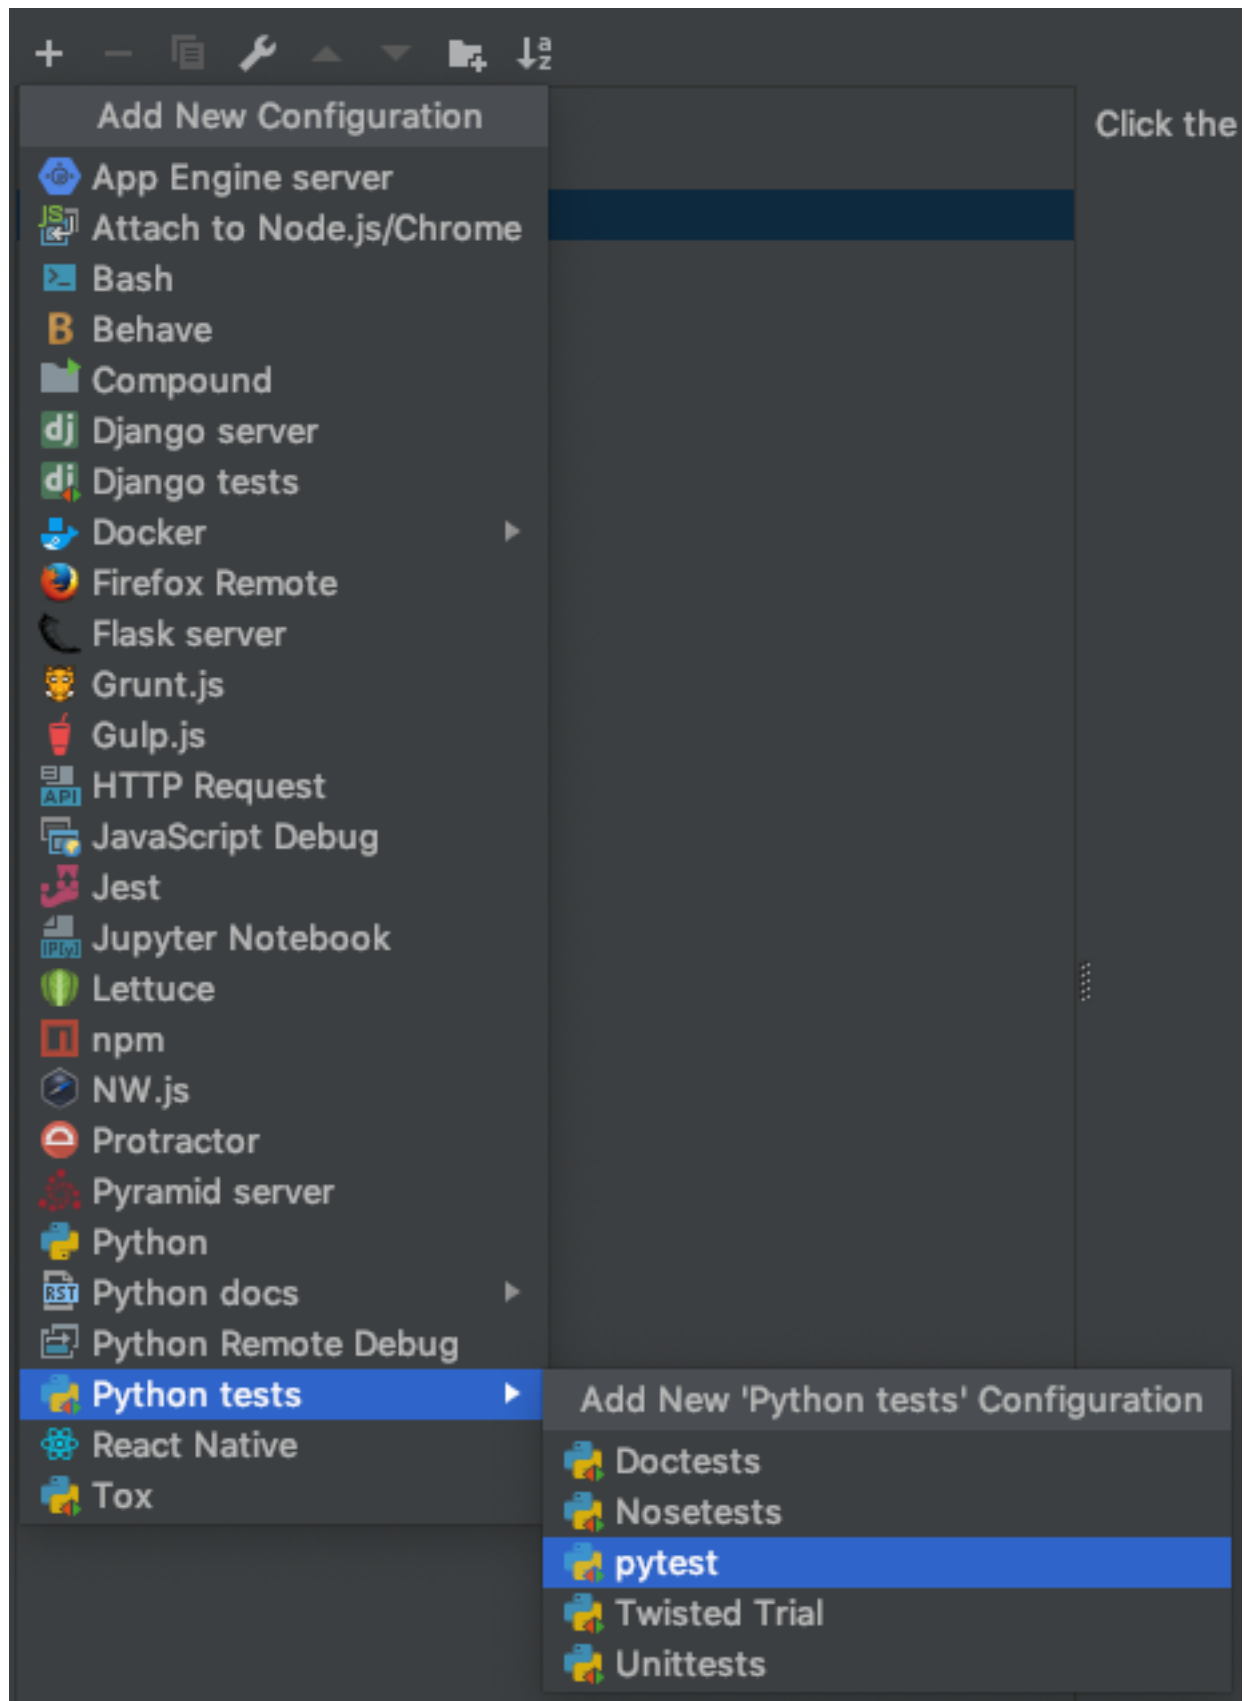 Add New Configuration
Click the
App Engine server
Attach to Node.js/Chrome
Bash
Behave
Compound
Django server
Django tests
Docker
Firefox Remote
Flask server
Grunt.js
Gulp.js
HTTP Request
JavaScript Debug
Jest
Jupyter Notebook
Lettuce
npm
NW.js
Protractor
Pyramid server
Python
Python docs
Python Remote Debug
Python tests
React Native
Tox
Add New 'Python tests' Configuration
Doctests
Nosetests
pytest
Twisted Trial
Unittests